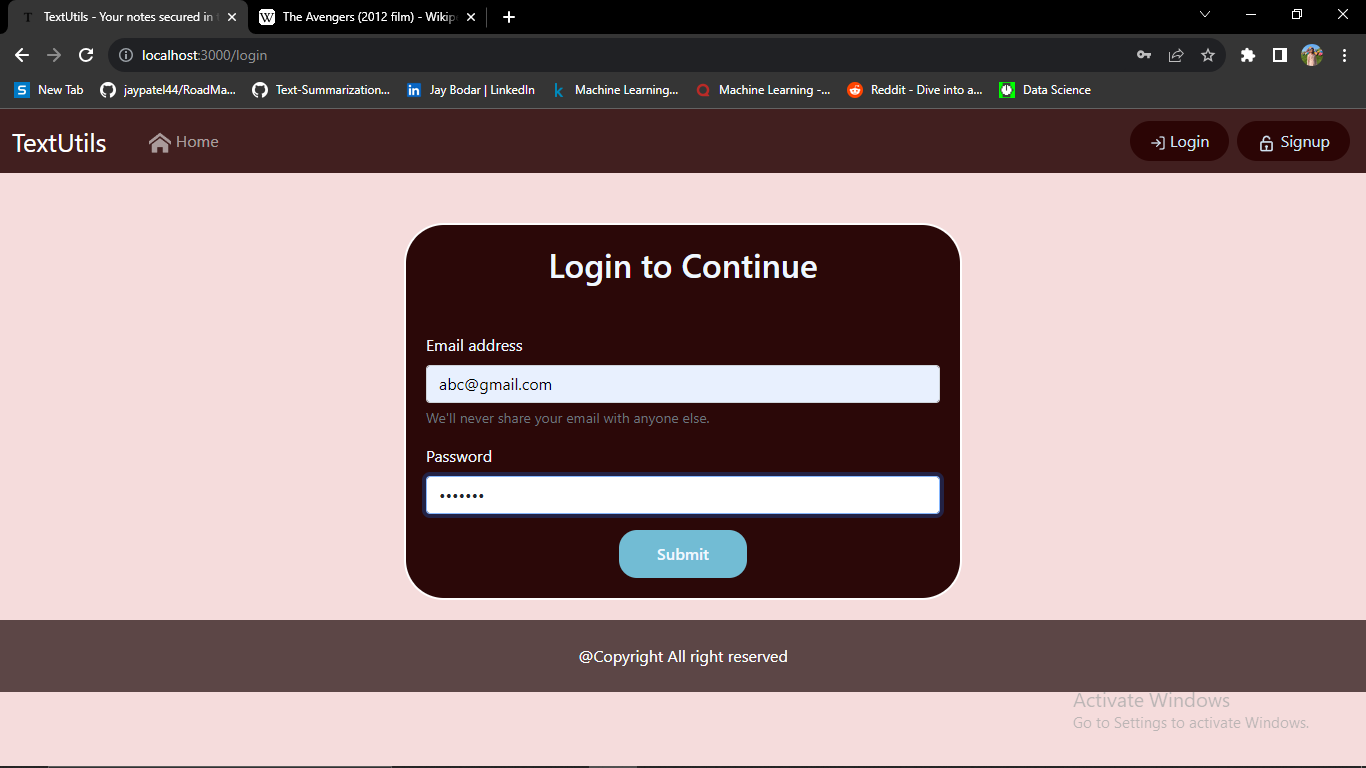 T TextUtils - Your notes secured in t
W The Avengers (2012 film) - Wikipe
localhost:3000/login
S New Tab
jaypatel44/RoadMa...
Text-Summarization...
in Jay Bodar | LinkedIn
k Machine Learning...
Machine Learning -...
Reddit - Dive into a...
Data Science
TextUtils
Home
Login
Signup
Login to Continue
Email address
abc@gmail.com
We'll never share your email with anyone else.
Password
•••••••
Submit
@Copyright All right reserved
Activate Windows
Go to Settings to activate Windows.